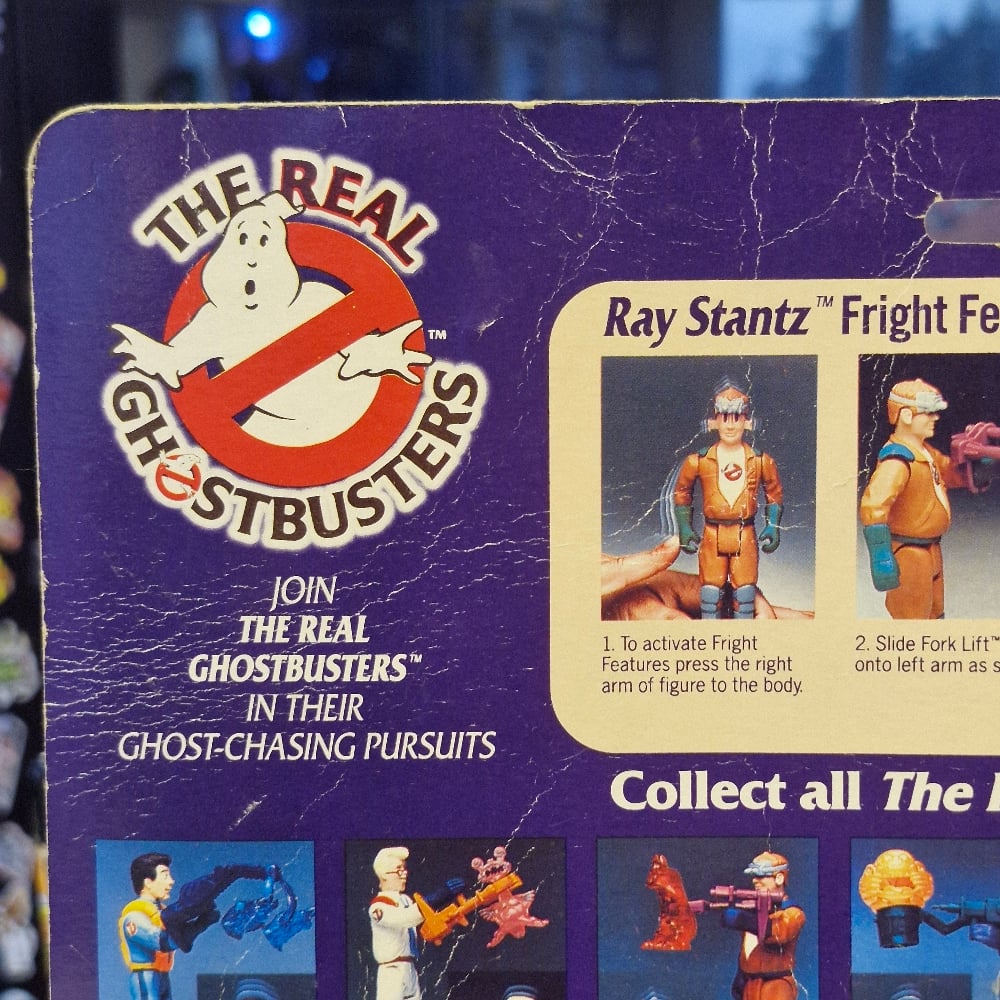 THE REAL
GHOSTBUSTERS
™
JOIN
THE REAL
GHOSTBUSTERS™
IN THEIR
GHOST-CHASING PURSUITS
Ray Stantz™ Fright Fe
1. To activate Fright
Features press the right
arm of figure to the body.
2. Slide Fork Lift™
onto left arm as s
Collect all The